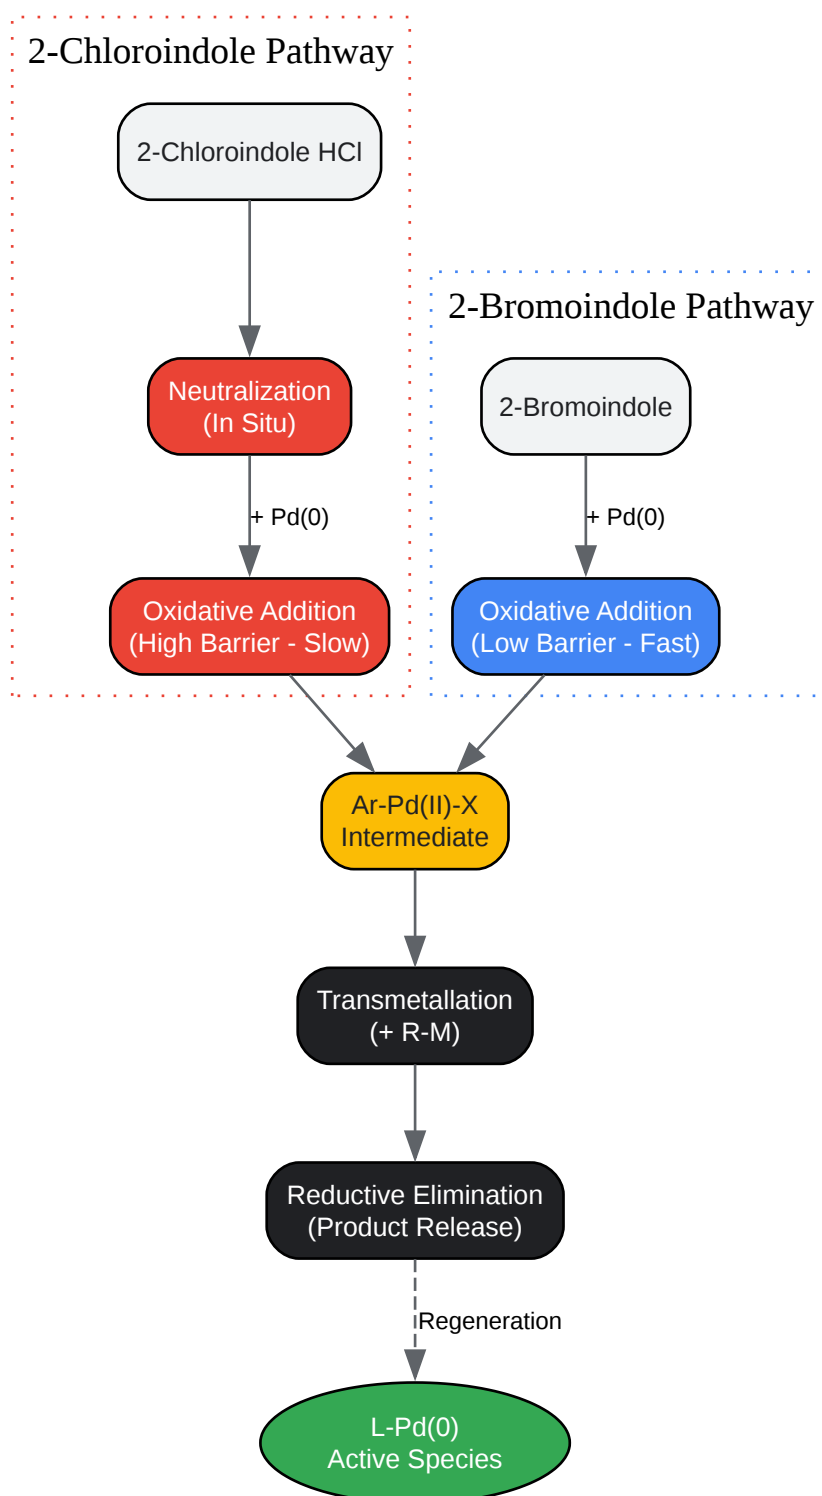 2-Chloroindole Pathway
2-Chloroindole HCl
2-Bromoindole Pathway
Neutralization
(In Situ)
2-Bromoindole
+ Pd(0)
+ Pd(0)
Oxidative Addition
(High Barrier - Slow)
Oxidative Addition
(Low Barrier - Fast)
Ar-Pd(II)-X
Intermediate
Transmetallation
(+ R-M)
Reductive Elimination
(Product Release)
Regeneration
L-Pd(0)
Active Species